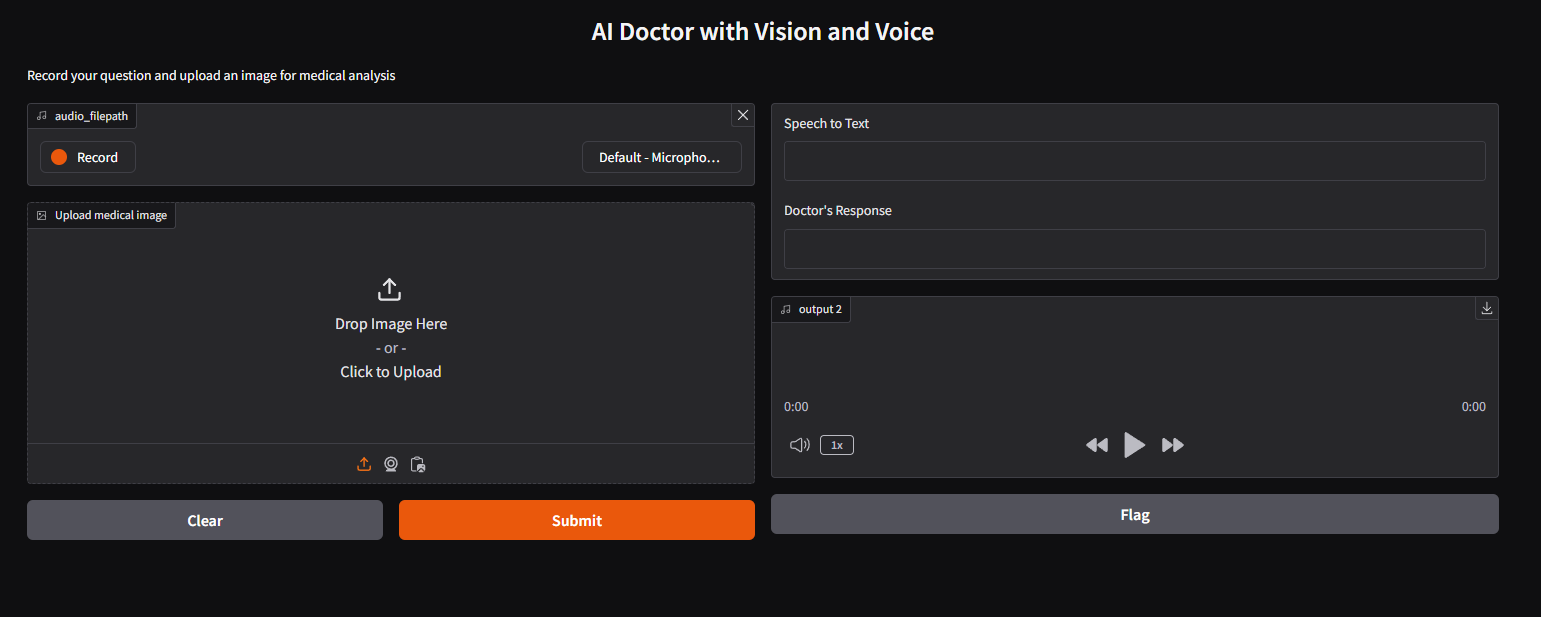 AI Doctor with Vision and Voice
Record your question and upload an image for medical analysis
audio_filepath
Record
Default - Micropho...
Upload medical image
Drop Image Here
- or -
Click to Upload
Clear
Submit
Speech to Text
Doctor's Response
output 2
0:00
0:00
1x
Flag